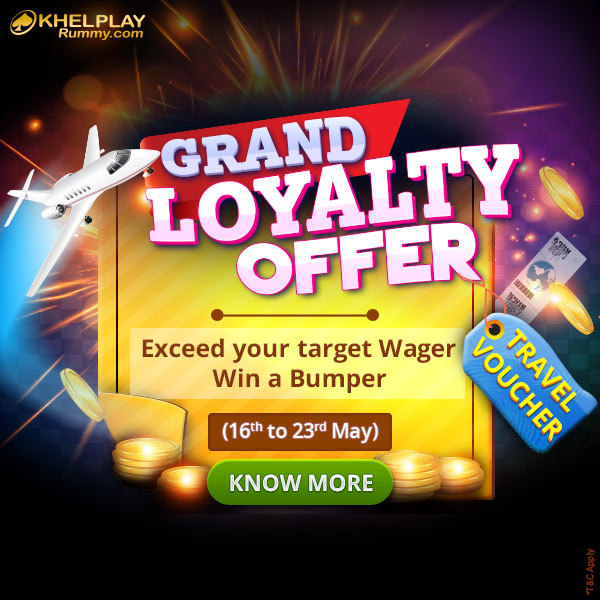 KHELPLAY
Rummy.com
GRAND
LOYALTY
OFFER
TRAVEL
VOUCHER
Exceed your target Wager
Win a Bumper
(16th to 23rd May)
KNOW MORE
*T&C Apply